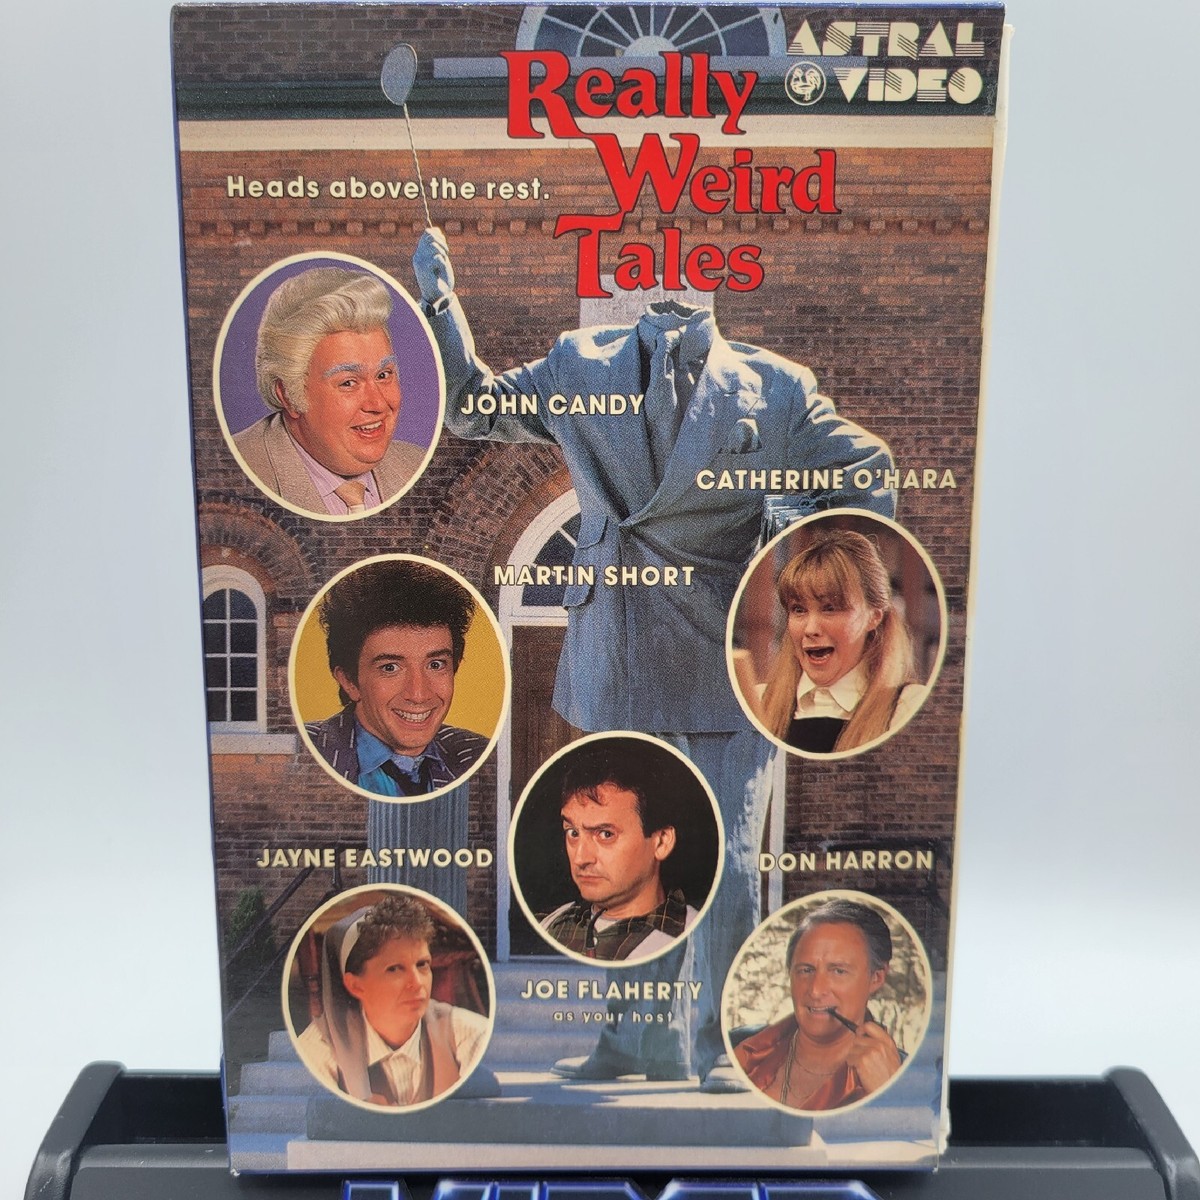 ASTRAL
VIDEO
Really
Weird
Tales
Heads above the rest.
JOHN CANDY
CATHERINE O'HARA
MARTIN SHORT
JAYNE EASTWOOD
DON HARRON
JOE FLAHERTY
as your host